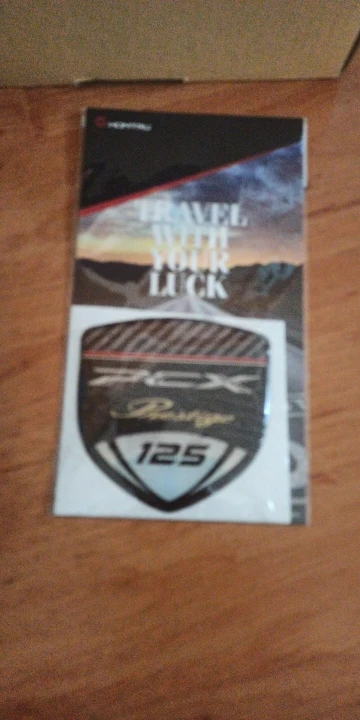 TRAVEL
WITH
YOUR
LUCK
PCX
Prestige
125